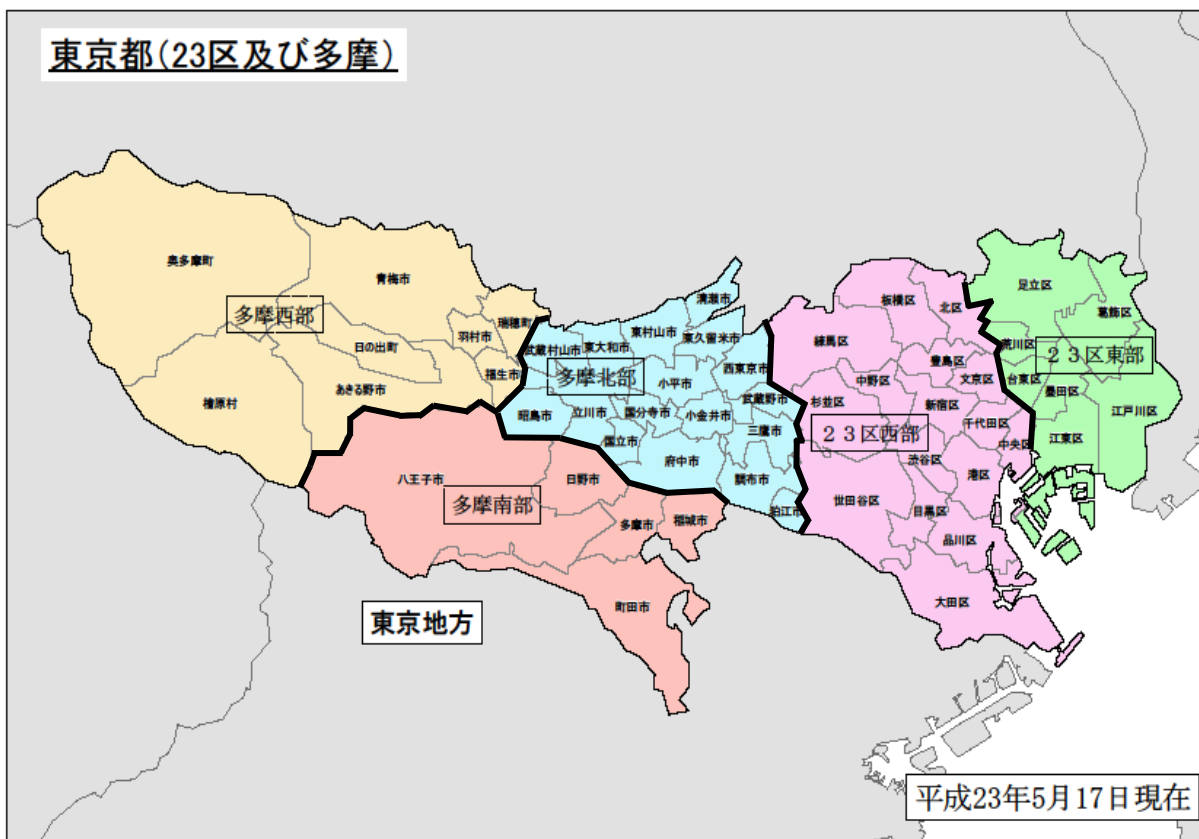 東京都(23区及び多摩)
奥多摩町
青梅市
多摩西部
瑞穂町
羽村市
日の出町
福生市
あきる野市
檜原村
清瀬市
東村山市
東久留米市
武蔵村山市
東大和市
西東京市
多摩北部
小平市
武蔵野市
昭島市
立川市
国分寺市
小金井市
三鷹市
国立市
府中市
調布市
狛江市
八王子市
日野市
多摩南部
多摩市
稲城市
町田市
板橋区
北区
練馬区
豊島区
中野区
文京区
杉並区
新宿区
千代田区
23区西部
中央区
渋谷区
港区
世田谷区
目黒区
品川区
大田区
足立区
葛飾区
荒川区
23区東部
台東区
墨田区
江戸川区
江東区
東京地方
平成23年5月17日現在